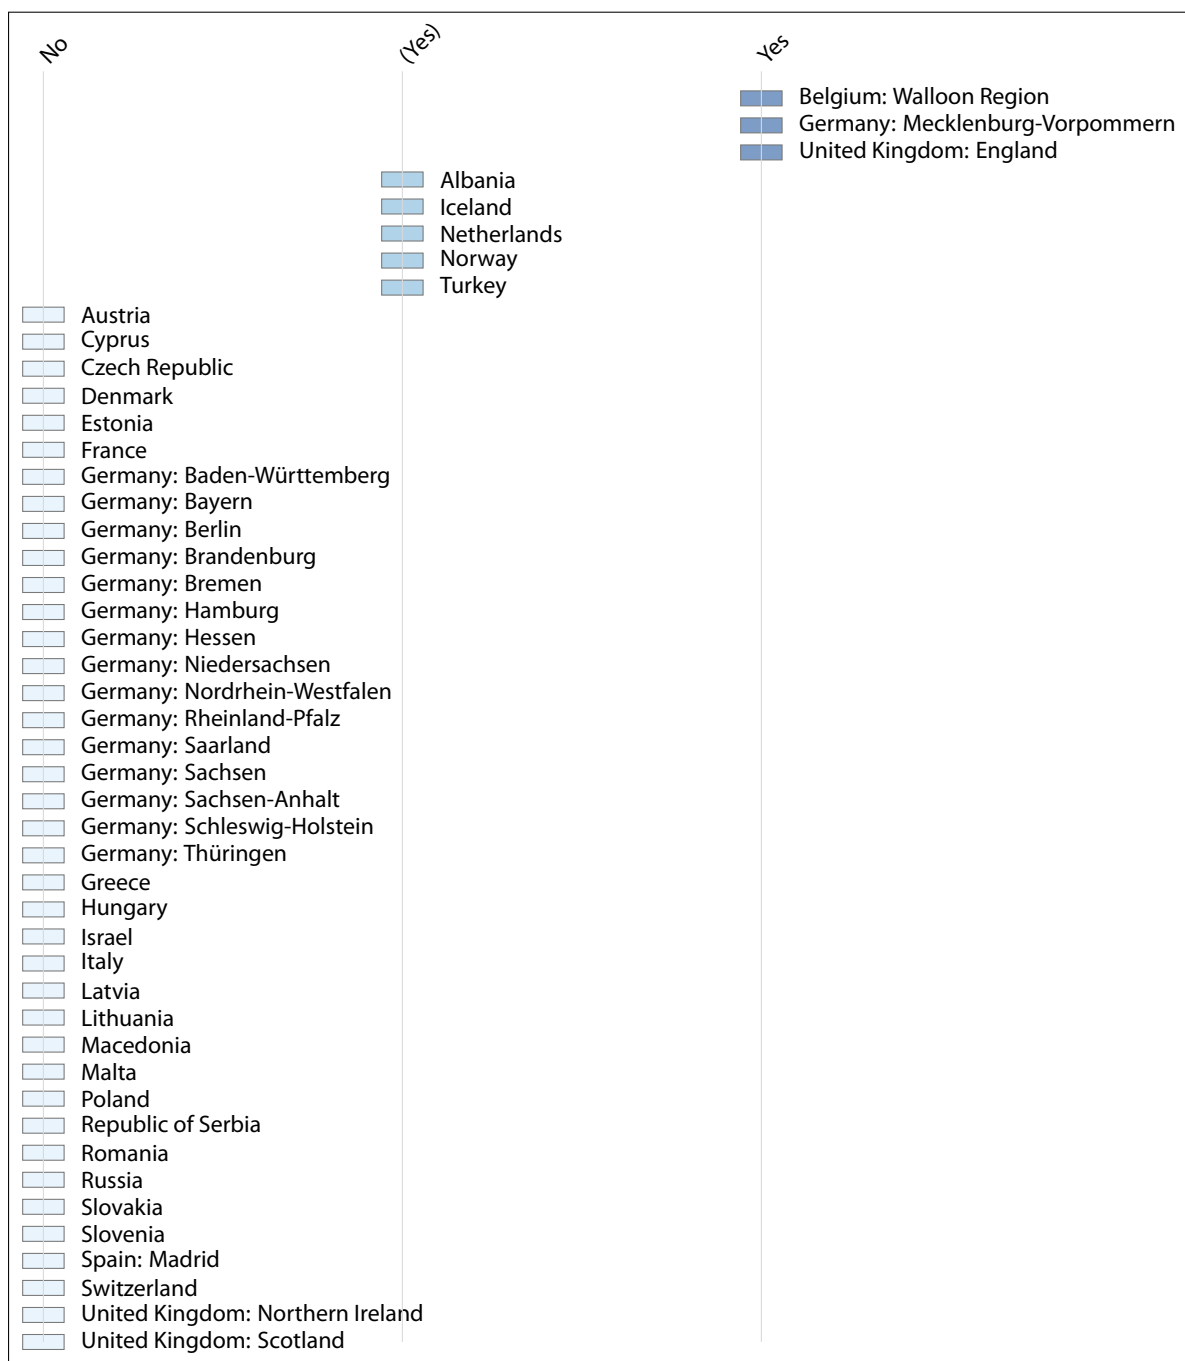 No
(Yes)
Yes
Belgium: Walloon Region
Germany: Mecklenburg-Vorpommern
United Kingdom: England
Albania
Iceland
Netherlands
Norway
Turkey
Austria
Cyprus
Czech Republic
Denmark
Estonia
France
Germany: Baden-Württemberg
Germany: Bayern
Germany: Berlin
Germany: Brandenburg
Germany: Bremen
Germany: Hamburg
Germany: Hessen
Germany: Niedersachsen
Germany: Nordrhein-Westfalen
Germany: Rheinland-Pfalz
Germany: Saarland
Germany: Sachsen
Germany: Sachsen-Anhalt
Germany: Schleswig-Holstein
Germany: Thüringen
Greece
Hungary
Israel
Italy
Latvia
Lithuania
Macedonia
Malta
Poland
Republic of Serbia
Romania
Russia
Slovakia
Slovenia
Spain: Madrid
Switzerland
United Kingdom: Northern Ireland
United Kingdom: Scotland